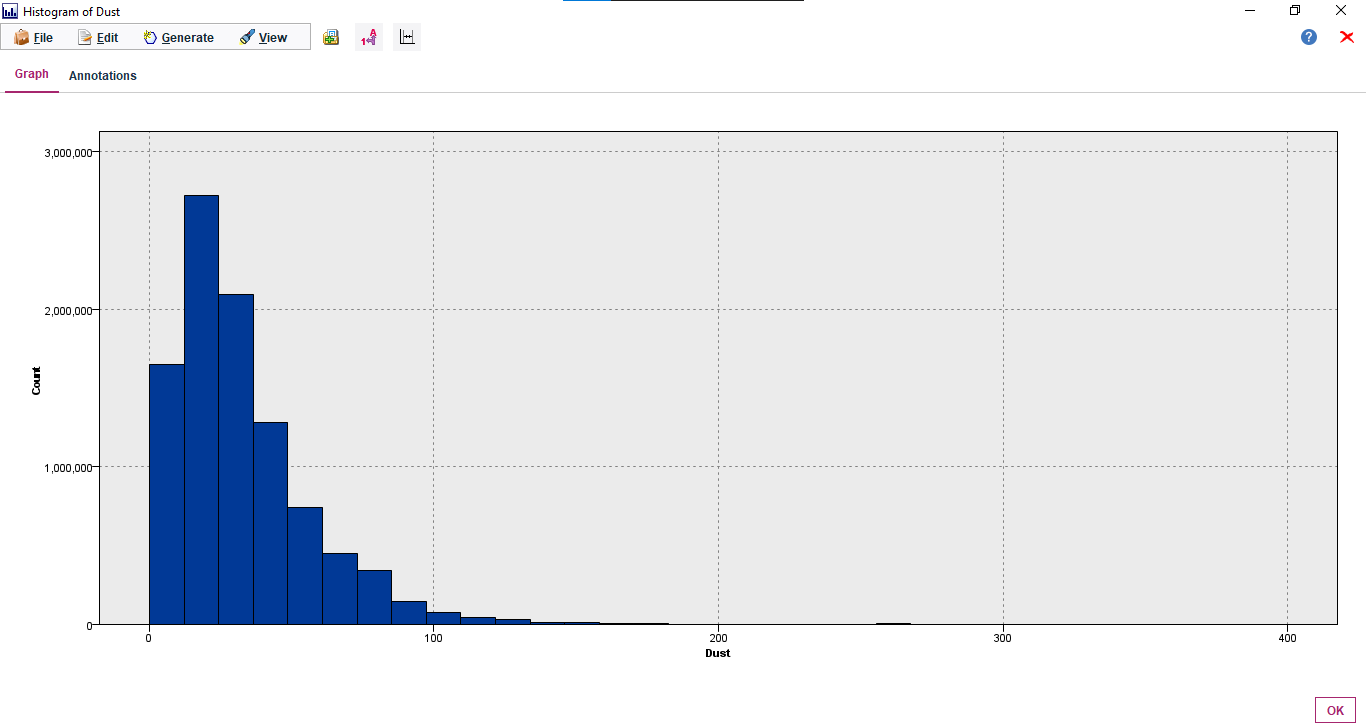 Histogram of Dust
File Edit Generate View
Graph Annotations
3,000,000
2,000,000
1,000,000
0
Count
0 100 200 300 400
Dust
OK